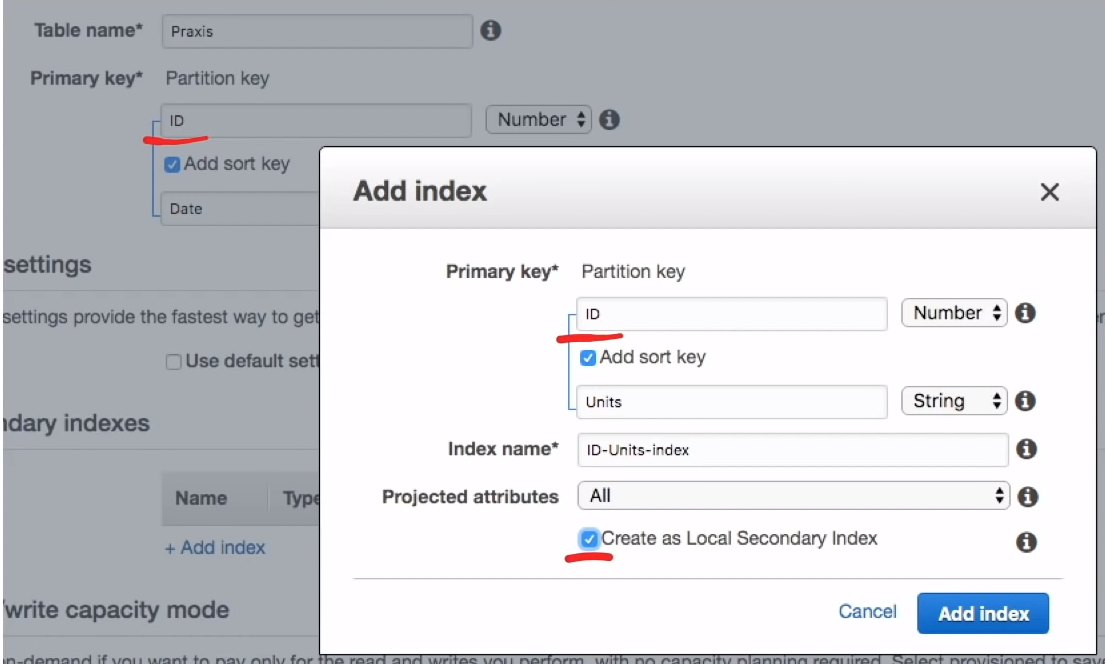 Table name* Praxis
Primary key* Partition key
ID Number
Add sort key
Date
settings
settings provide the fastest way to get
Use default sett
ndary indexes
Name Type
+ Add index
write capacity mode
n-demand if you want to pay only for the read and writes you perform, with no capacity planning required. Select provisioned to sav
Add index
Primary key* Partition key
ID Number
Add sort key
Units String
Index name* ID-Units-index
Projected attributes All
Create as Local Secondary Index
Cancel Add index